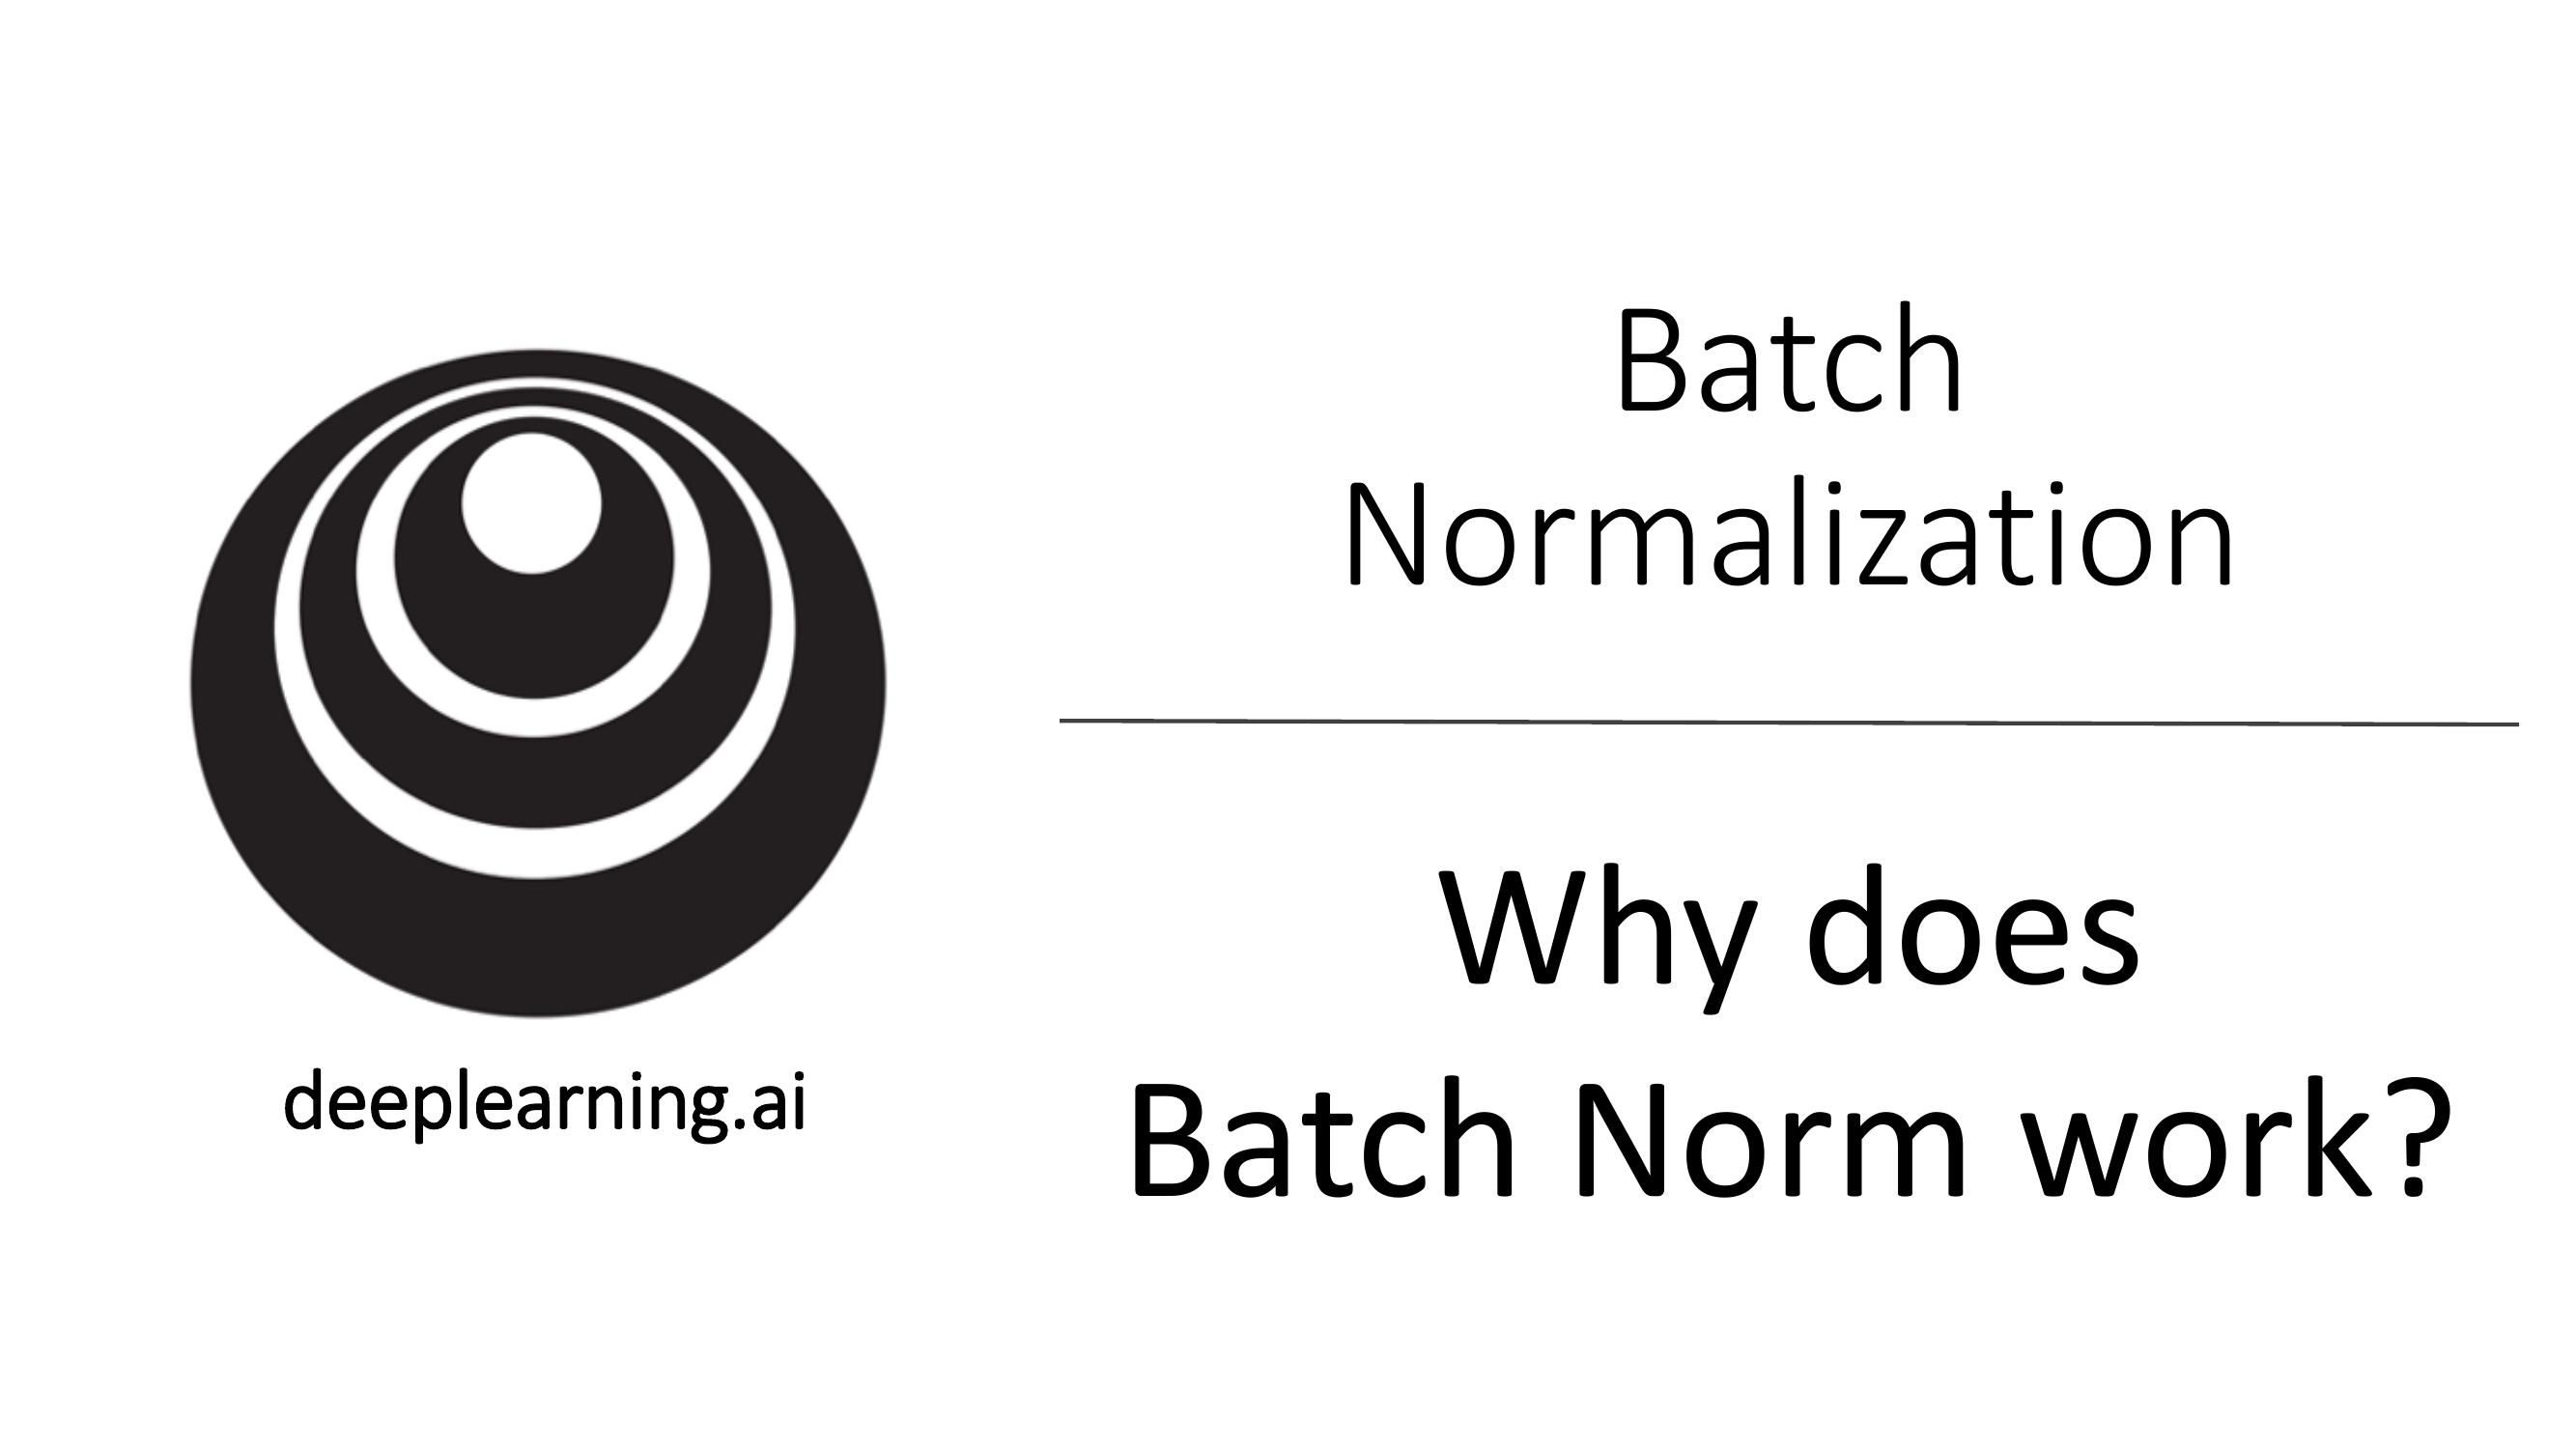 deeplearning.ai
Batch
Normalization
Why does
Batch Norm work?